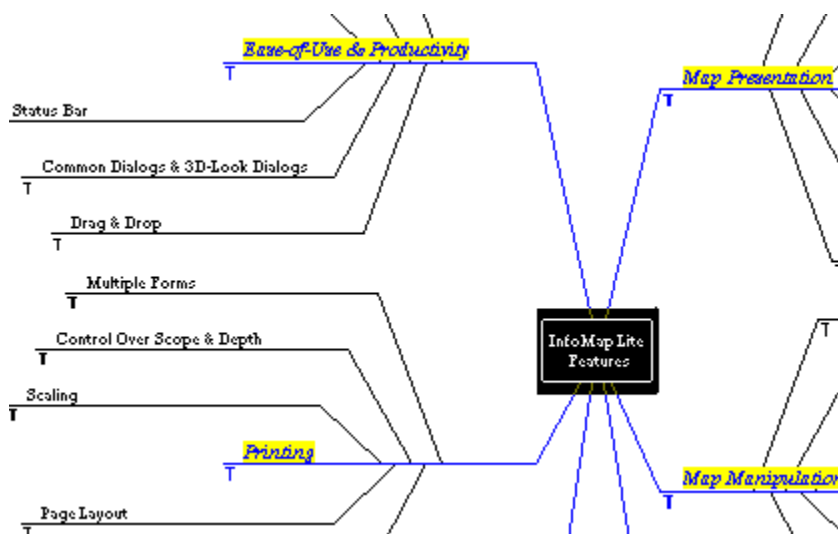 Ease-of-Use & Productivity
T
Map Presentation
T
Status Bar
Common Dialogs & 3D-Look Dialogs
T
Drag & Drop
T
Multiple Forms
T
InfoMap Lite
Features
T
Control Over Scope & Depth
T
Scaling
T
Printing
T
Map Manipulation
T
Page Layout
T